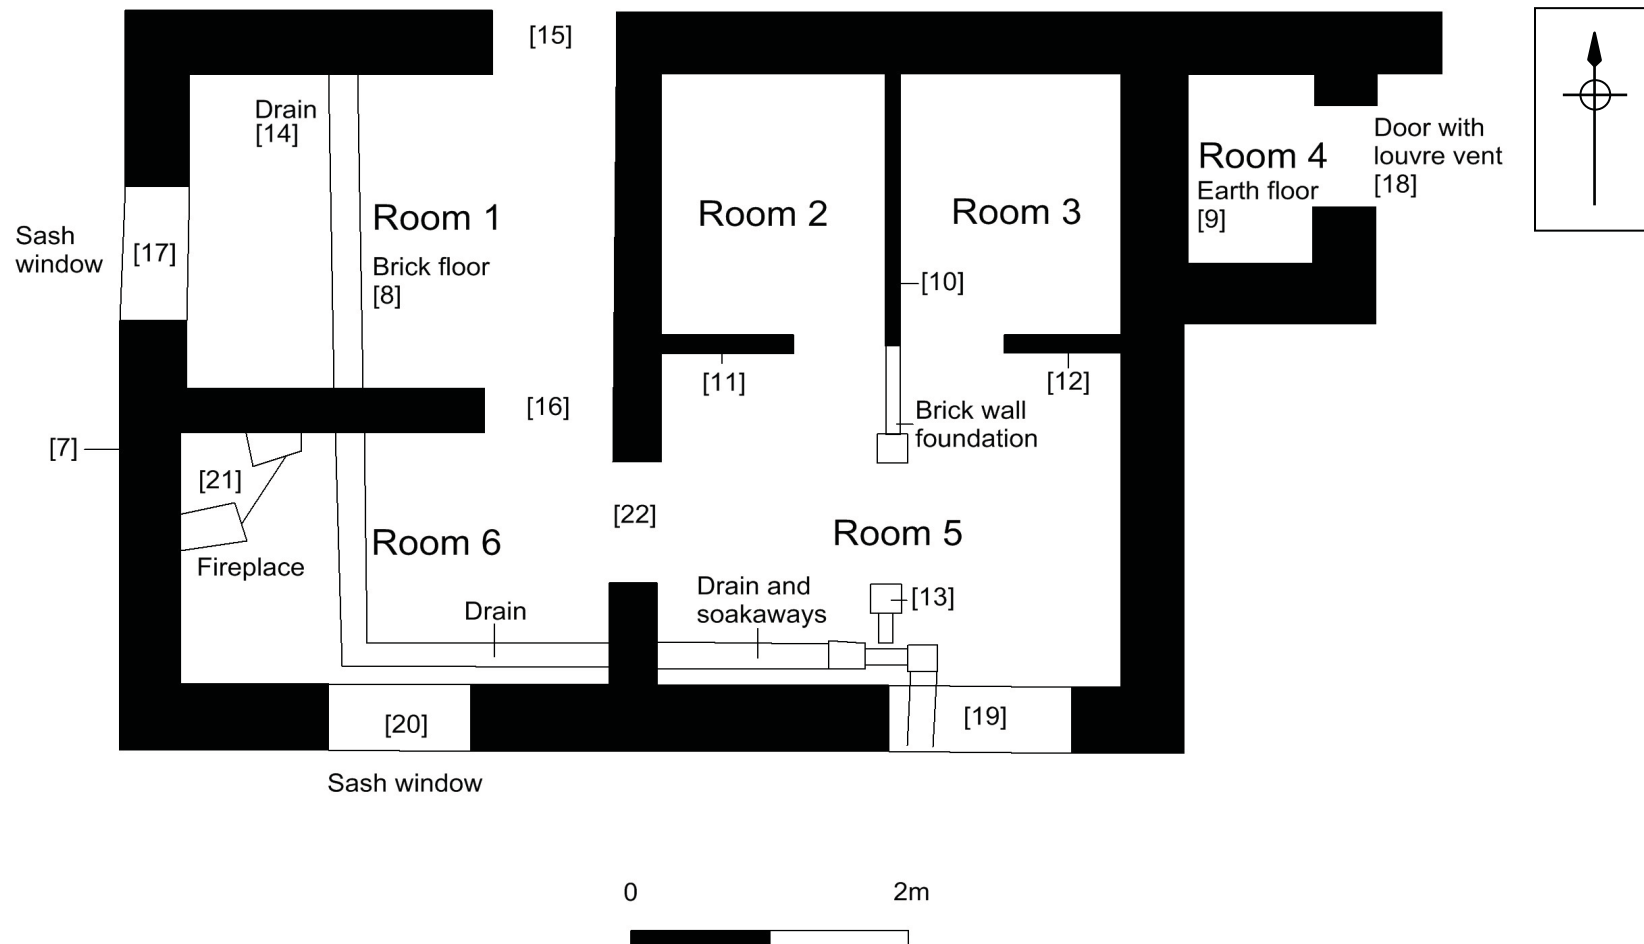 [15]
Drain
[14]
Room 1
Brick floor
[8]
Sash
window
[17]
Room 2
Room 3
[10]
Room 4
Earth floor
[9]
Door with
louvre vent
[18]
[11]
[12]
[16]
Brick wall
foundation
[7]
[21]
Fireplace
Room 6
[22]
Room 5
Drain
Drain and
soakaways
[13]
[20]
[19]
Sash window
0
2m